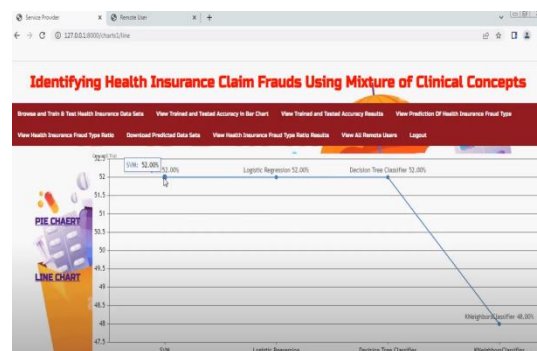 Service Provider
Remote User
127.0.0.1:8000/charts1/line
Identifying Health Insurance Claim Frauds Using Mixture of Clinical Concepts
Browse and Train & Test Health Insurance Data Sets View Trained and Tested Accuracy in Bar Chart View Trained and Tested Accuracy Results View Prediction Of Health Insurance Fraud Type
View Health Insurance Fraud Type Ratio Download Predicted Data Sets View Health Insurance Fraud Type Ratio Results View All Remote Users Logout
SVM: 52.00%
52.00%
Logistic Regression 52.00%
Decision Tree Classifier 52.00%
KNeighborsClassifier 48.00%
52.5
52
51.5
51
50.5
50
49.5
49
48.5
48
47.5
PIE CHAERT
LINE CHART
SVM
Logistic Regression
Decision Tree Classifier
KNeighborsClassifier